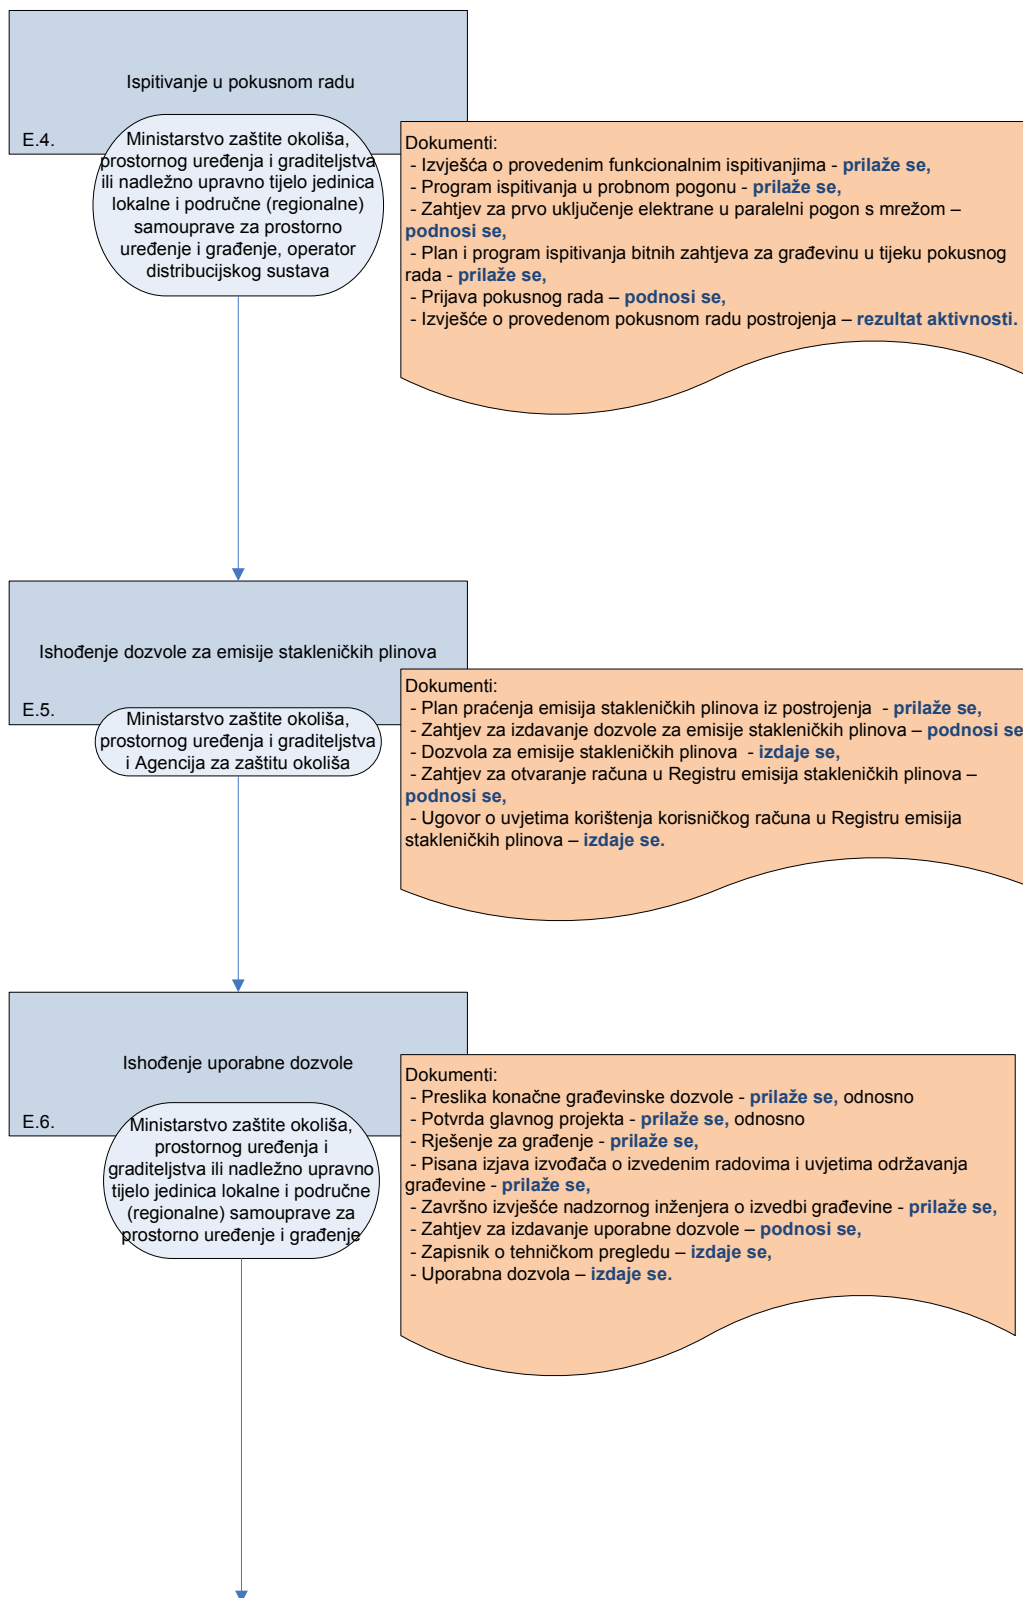 Ispitivanje u pokusnom radu
E.4.
Ministarstvo zaštite okoliša,
prostornog uređenja i graditeljstva
ili nadležno upravno tijelo jedinica
lokalne i područne (regionalne)
samouprave za prostorno
uređenje i građenje, operator
distribucijskog sustava
Dokumenti:
- Izvješća o provedenim funkcionalnim ispitivanjima - prilaže se,
- Program ispitivanja u probnom pogonu - prilaže se,
- Zahtjev za prvo uključenje elektrane u paralelni pogon s mrežom –
podnosi se,
- Plan i program ispitivanja bitnih zahtjeva za građevinu u tijeku pokusnog
rada - prilaže se,
- Prijava pokusnog rada – podnosi se,
- Izvješće o provedenom pokusnom radu postrojenja – rezultat aktivnosti.
Ishođenje dozvole za emisije stakleničkih plinova
E.5.
Ministarstvo zaštite okoliša,
prostornog uređenja i graditeljstva
i Agencija za zaštitu okoliša
Dokumenti:
- Plan praćenja emisija stakleničkih plinova iz postrojenja  - prilaže se,
- Zahtjev za izdavanje dozvole za emisije stakleničkih plinova – podnosi se
- Dozvola za emisije stakleničkih plinova  - izdaje se,
- Zahtjev za otvaranje računa u Registru emisija stakleničkih plinova –
podnosi se,
- Ugovor o uvjetima korištenja korisničkog računa u Registru emisija
stakleničkih plinova – izdaje se.
Ishođenje uporabne dozvole
E.6.
Ministarstvo zaštite okoliša,
prostornog uređenja i
graditeljstva ili nadležno upravno
tijelo jedinica lokalne i područne
(regionalne) samouprave za
prostorno uređenje i građenje
Dokumenti:
- Preslika konačne građevinske dozvole - prilaže se, odnosno
- Potvrda glavnog projekta - prilaže se, odnosno
- Rješenje za građenje - prilaže se,
- Pisana izjava izvođača o izvedenim radovima i uvjetima održavanja
građevine - prilaže se,
- Završno izvješće nadzornog inženjera o izvedbi građevine - prilaže se,
- Zahtjev za izdavanje uporabne dozvole – podnosi se,
- Zapisnik o tehničkom pregledu – izdaje se,
- Uporabna dozvola – izdaje se.